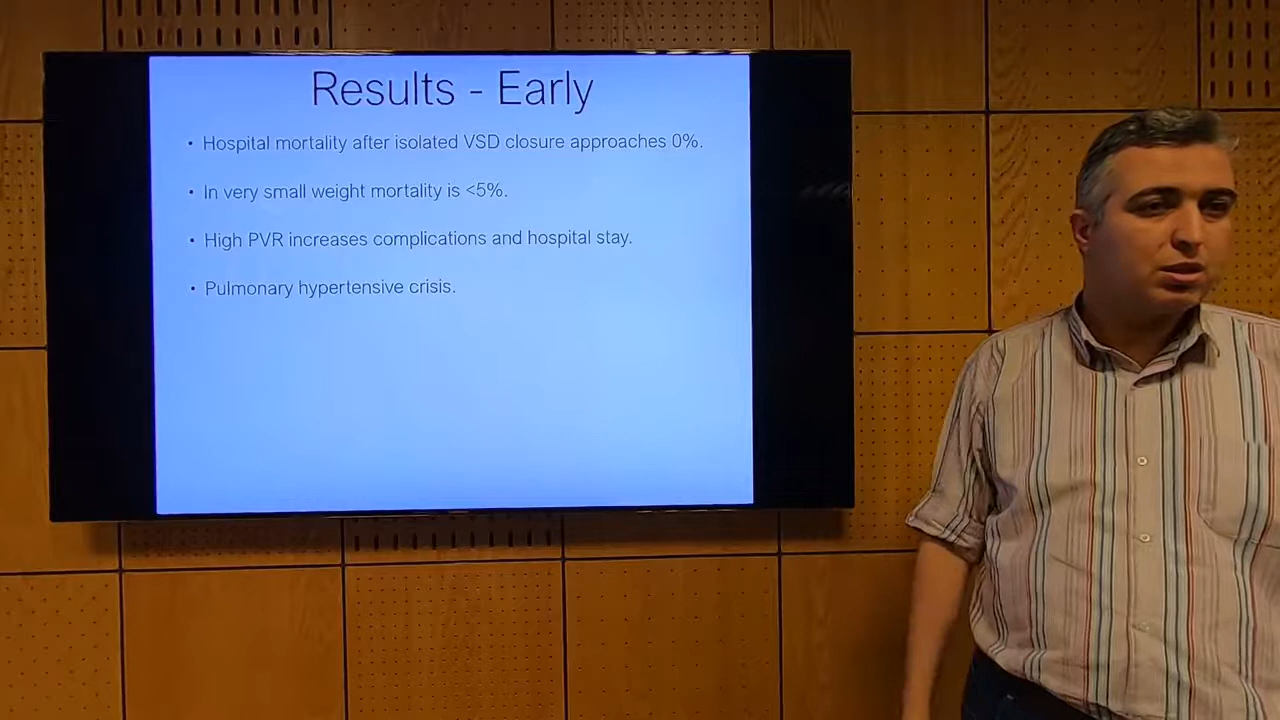 Results - Early
• Hospital mortality after isolated VSD closure approaches 0%.
• In very small weight mortality is <5%.
• High PVR increases complications and hospital stay.
• Pulmonary hypertensive crisis.